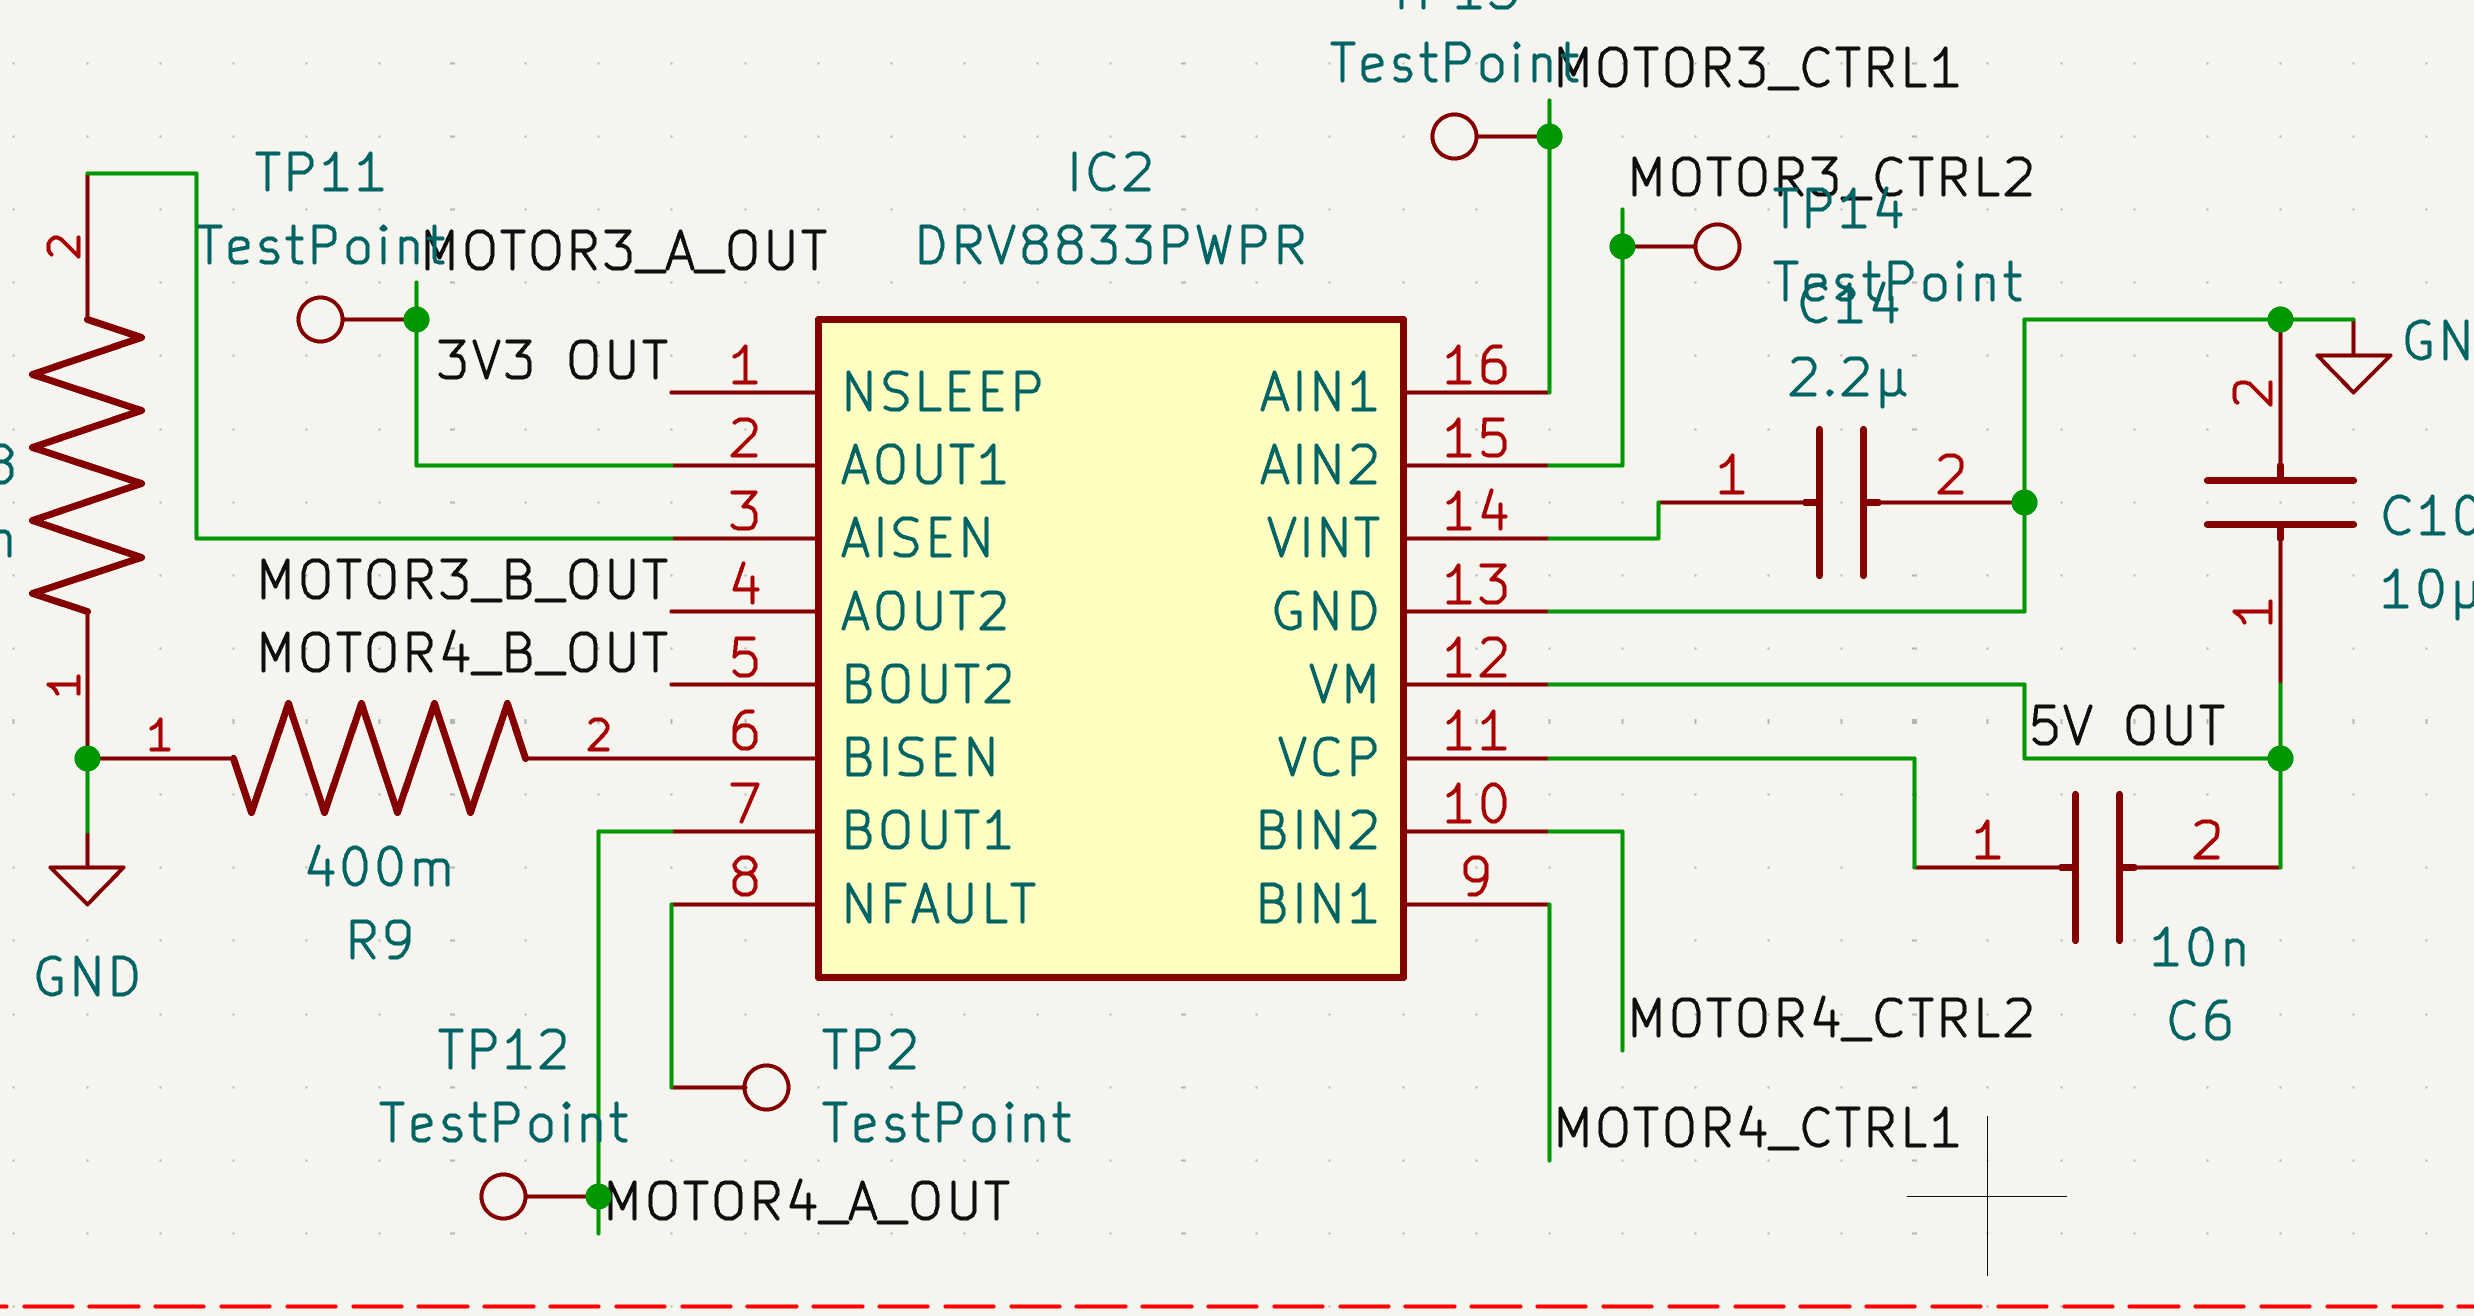 TestPoint
MOTOR3_CTRL1
TP11
TestPoint
MOTOR3_A_OUT
IC2
DRV8833PWPR
MOTOR3_CTRL2
TP14
TestPoint
C14
2.2µ
2
3V3 OUT
1 NSLEEP AIN1 16
2 AOUT1 AIN2 15
3 AISEN VINT 14
MOTOR3_B_OUT
4 AOUT2 GND 13
MOTOR4_B_OUT
5 BOUT2 VM 12
6 BISEN VCP 11
7 BOUT1 BIN2 10
8 NFAULT BIN1 9
1 2
2
1
C10
10µ
1
1 2
400m
R9
GND
5V OUT
1 2
10n
C6
TP12
TestPoint
TP2
TestPoint
MOTOR4_CTRL2
MOTOR4_CTRL1
MOTOR4_A_OUT